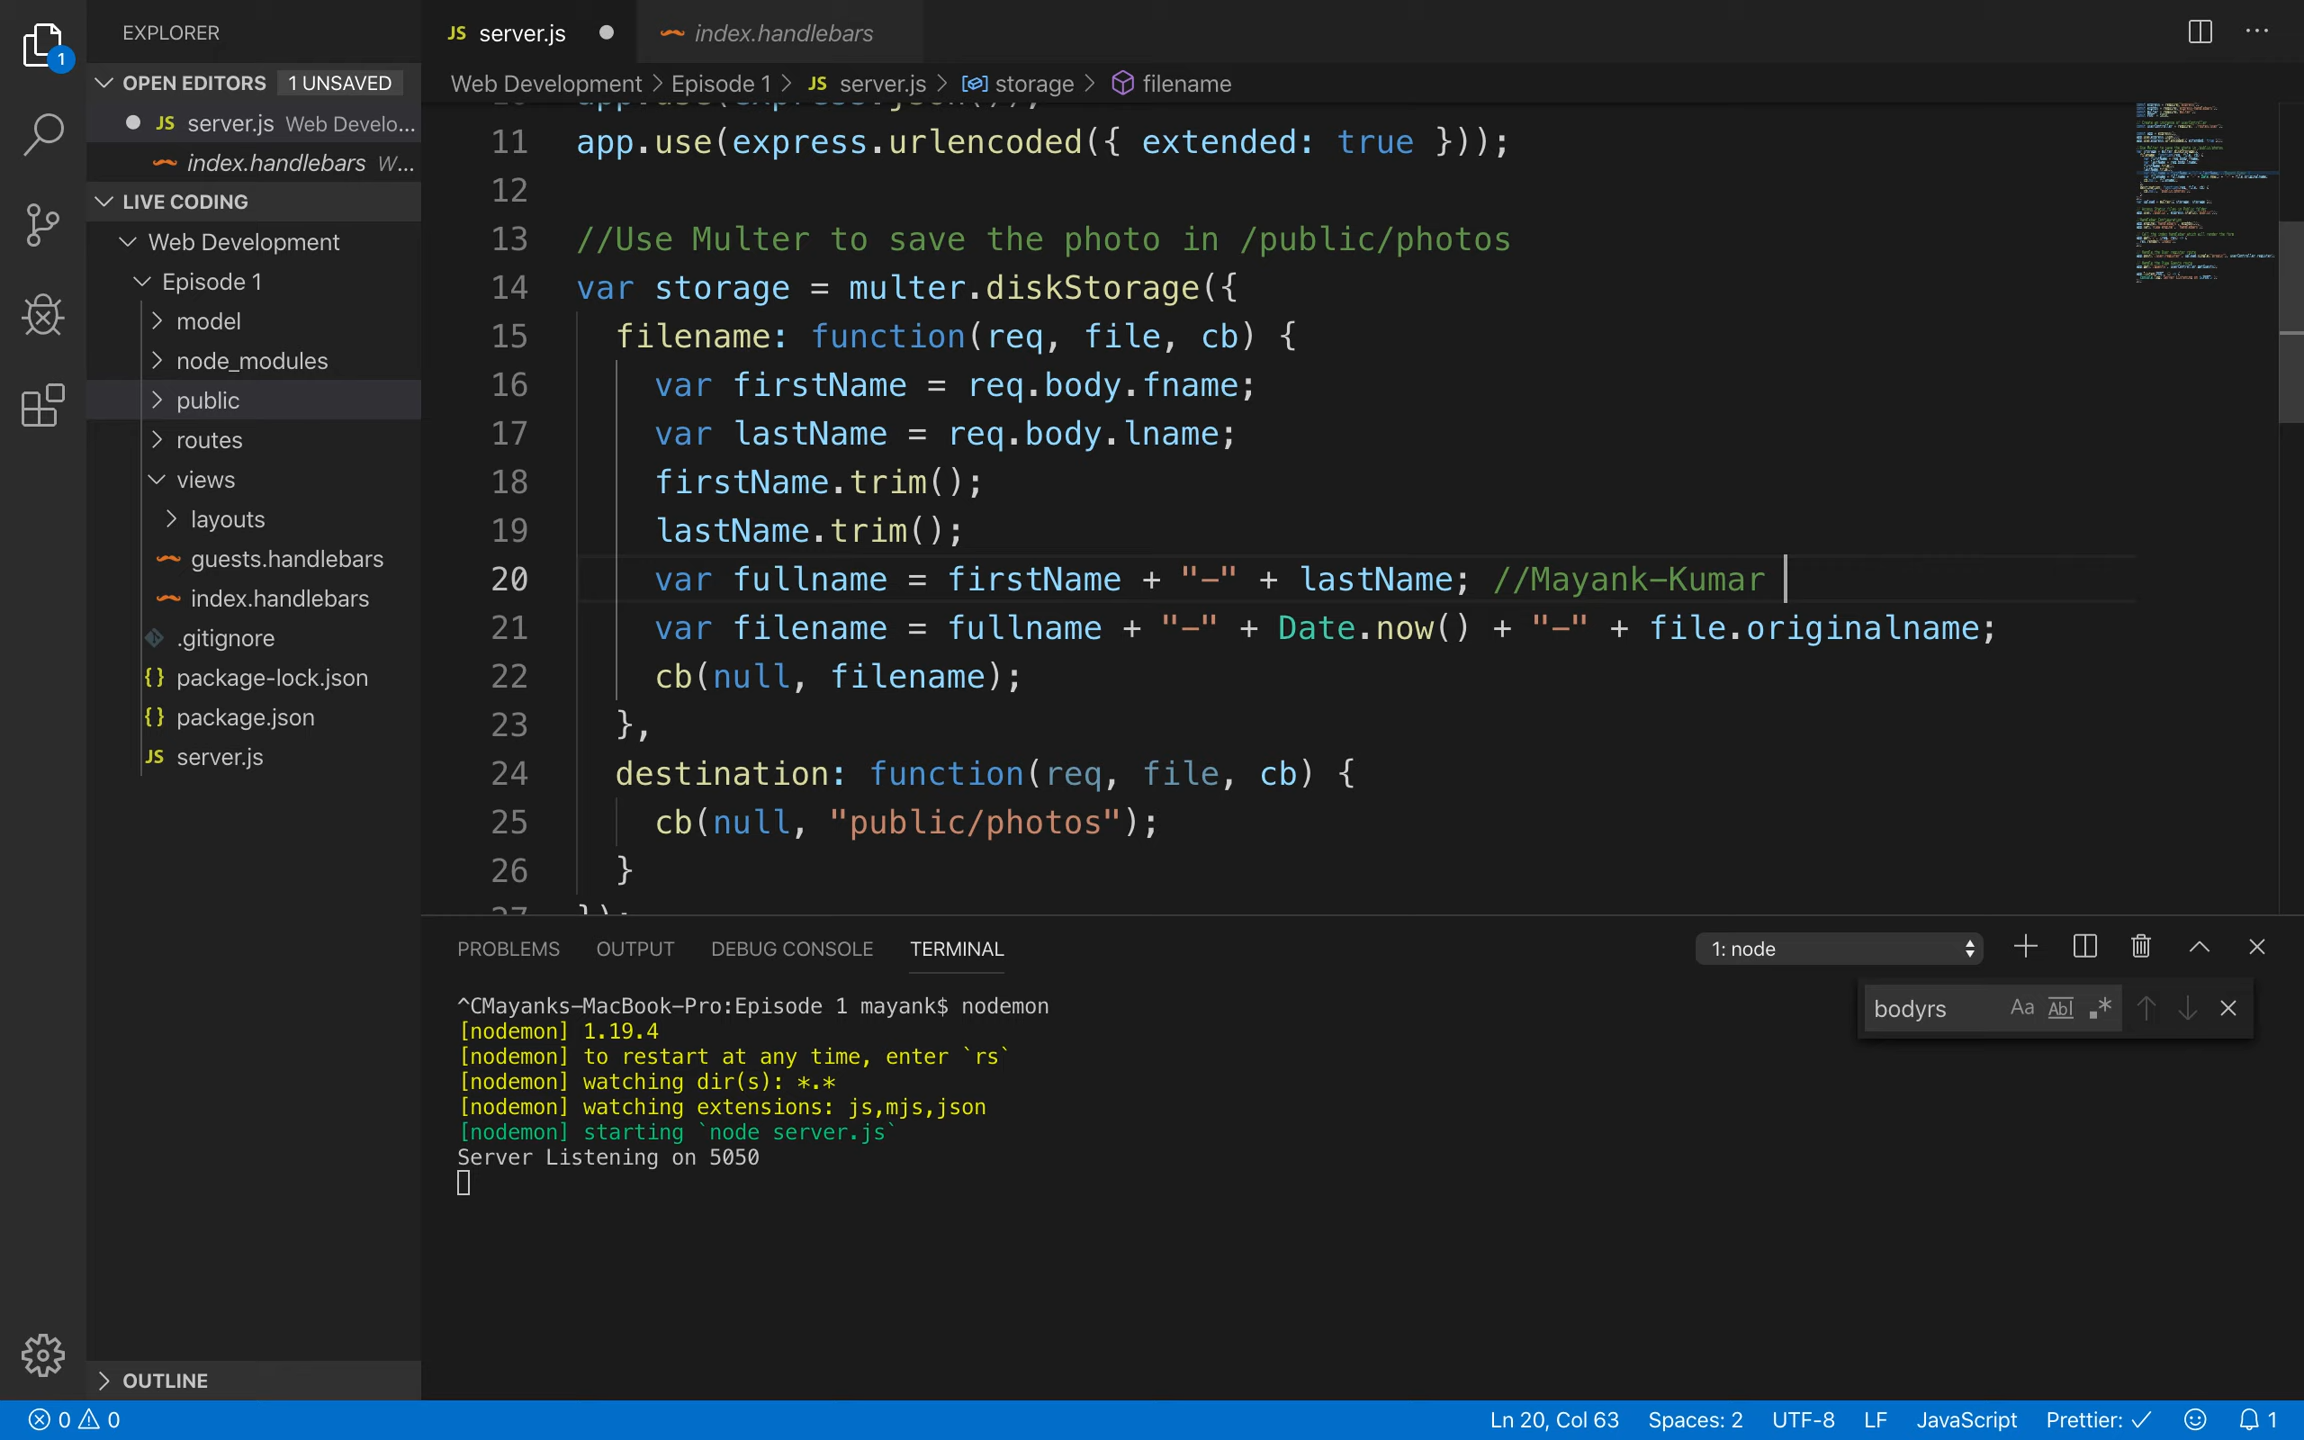 EXPLORER
OPEN EDITORS 1 UNSAVED
JS server.js Web Develo...
index.handlebars W...
LIVE CODING
Web Development
Episode 1
model
node_modules
public
routes
views
layouts
guests.handlebars
index.handlebars
.gitignore
{} package-lock.json
{} package.json
JS server.js
OUTLINE
1
JS server.js
index.handlebars
Web Development > Episode 1 > JS server.js > storage > filename
11 app.use(express.urlencoded({ extended: true }));
12
13 //Use Multer to save the photo in /public/photos
14 var storage = multer.diskStorage({
15 filename: function(req, file, cb) {
16 var firstName = req.body.fname;
17 var lastName = req.body.lname;
18 firstName.trim();
19 lastName.trim();
20 var fullname = firstName + "-" + lastName; //Mayank-Kumar
21 var filename = fullname + "-" + Date.now() + "-" + file.originalname;
22 cb(null, filename);
23 },
24 destination: function(req, file, cb) {
25 cb(null, "public/photos");
26 }
PROBLEMS OUTPUT DEBUG CONSOLE TERMINAL
1: node
bodyrs Aa Abl .*
^CMayanks-MacBook-Pro:Episode 1 mayank$ nodemon
[nodemon] 1.19.4
[nodemon] to restart at any time, enter `rs`
[nodemon] watching dir(s): *.*
[nodemon] watching extensions: js,mjs,json
[nodemon] starting `node server.js`
Server Listening on 5050
0 0
Ln 20, Col 63 Spaces: 2 UTF-8 LF JavaScript Prettier: ✓ 1